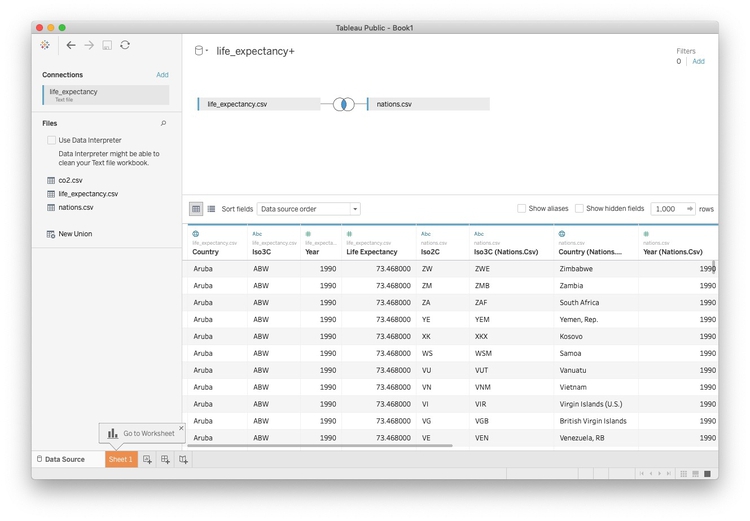 Tableau Public - Book1
Connections Add
life_expectancy
Text file
Files
Use Data Interpreter
Data Interpreter might be able to
clean your Text file workbook.
co2.csv
life_expectancy.csv
nations.csv
New Union
life_expectancy+
Filters
0 | Add
life_expectancy.csv nations.csv
Sort fields Data source order Show aliases Show hidden fields 1,000 rows
Abc Abc Abc
life_expectancy.csv life_expectancy.csv life_expecta... life_expectancy.csv nations.csv nations.csv nations.csv nations.csv
Country Iso3C Year Life Expectancy Iso2C Iso3C (Nations.Csv) Country (Nations.... Year (Nations.Csv)
Aruba ABW 1990 73.468000 ZW ZWE Zimbabwe 1990
Aruba ABW 1990 73.468000 ZM ZMB Zambia 1990
Aruba ABW 1990 73.468000 ZA ZAF South Africa 1990
Aruba ABW 1990 73.468000 YE YEM Yemen, Rep. 1990
Aruba ABW 1990 73.468000 XK XKX Kosovo 1990
Aruba ABW 1990 73.468000 WS WSM Samoa 1990
Aruba ABW 1990 73.468000 VU VUT Vanuatu 1990
Aruba ABW 1990 73.468000 VN VNM Vietnam 1990
Aruba ABW 1990 73.468000 VI VIR Virgin Islands (U.S.) 1990
Aruba ABW 1990 73.468000 VG VGB British Virgin Islands 1990
Aruba ABW 1990 73.468000 VE VEN Venezuela, RB 1990
Go to Worksheet
Data Source Sheet 1